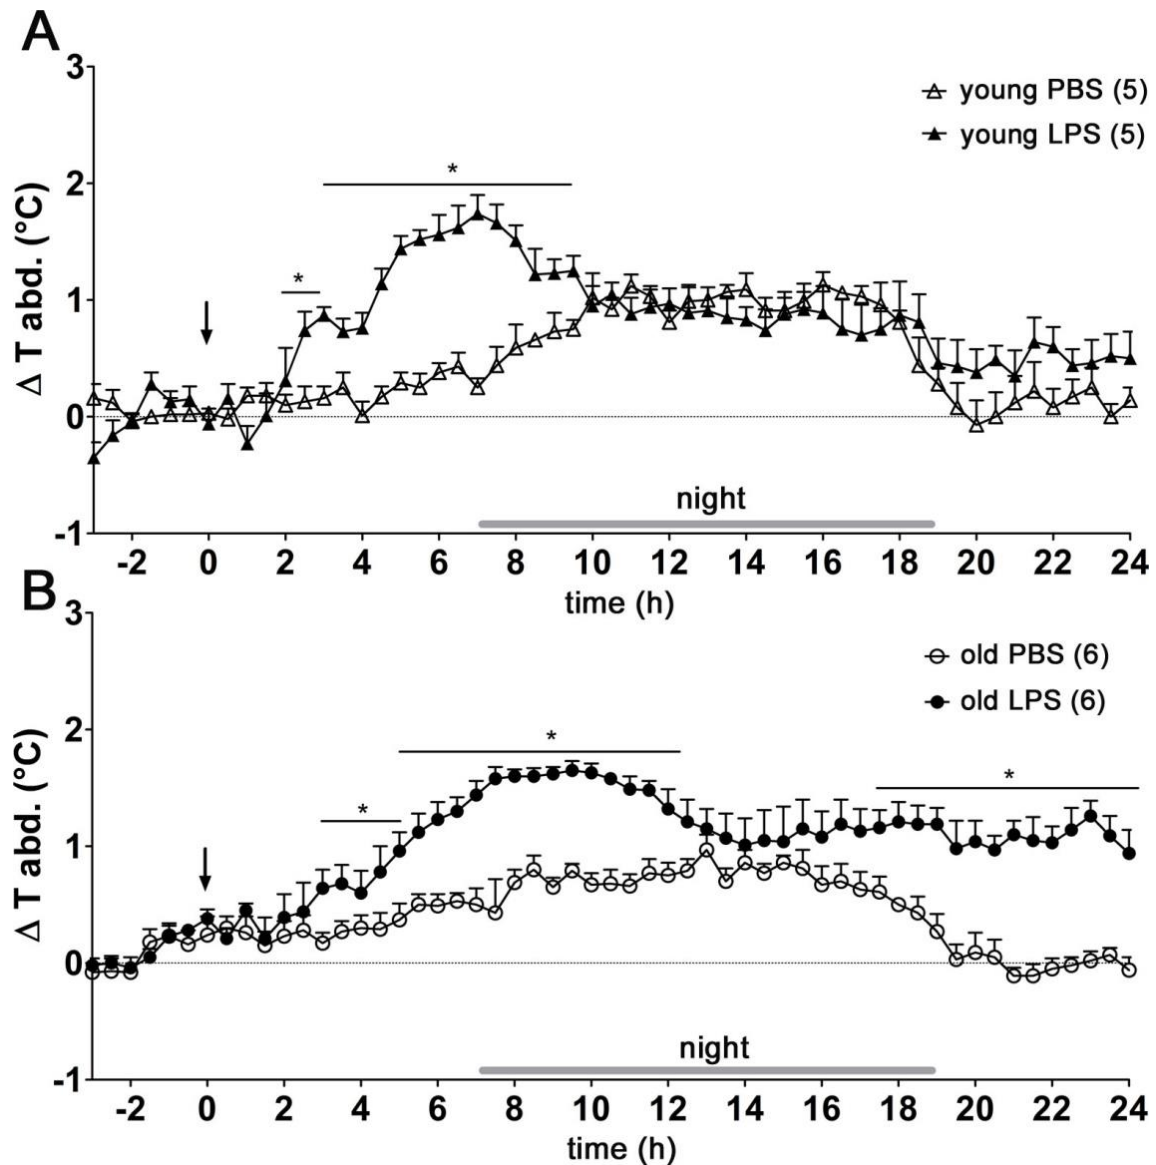 A
3
2
1
0
-1
Δ T abd. (°C)
young PBS (5)
young LPS (5)
*
*
night
-2 0 2 4 6 8 10 12 14 16 18 20 22 24
time (h)
B
3
2
1
0
-1
Δ T abd. (°C)
old PBS (6)
old LPS (6)
*
*
*
night
-2 0 2 4 6 8 10 12 14 16 18 20 22 24
time (h)